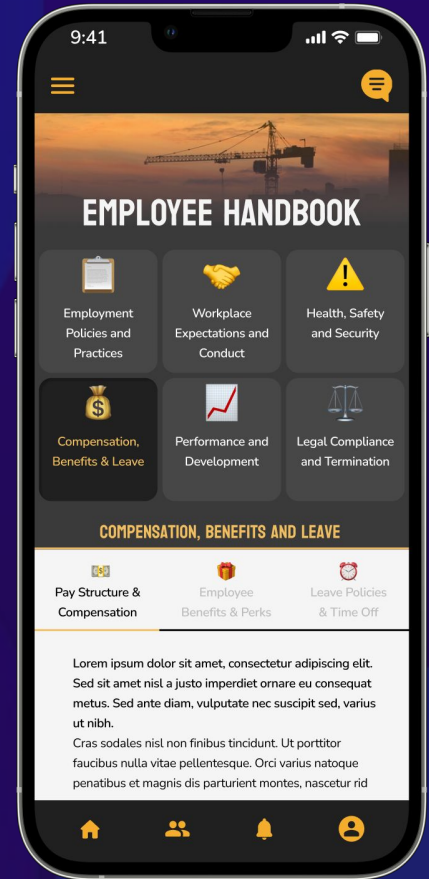 9:41
EMPLOYEE HANDBOOK
Employment
Policies and
Practices
Workplace
Expectations and
Conduct
Health, Safety
and Security
Compensation,
Benefits & Leave
Performance and
Development
Legal Compliance
and Termination
COMPENSATION, BENEFITS AND LEAVE
Pay Structure &
Compensation
Employee
Benefits & Perks
Leave Policies
& Time Off
Lorem ipsum dolor sit amet, consectetur adipiscing elit.
Sed sit amet nisl a justo imperdiet ornare eu consequat
metus. Sed ante diam, vulputate nec suscipit sed, varius
ut nibh.
Cras sodales nisl non finibus tincidunt. Ut porttitor
faucibus nulla vitae pellentesque. Orci varius natoque
penatibus et magnis dis parturient montes, nascetur rid